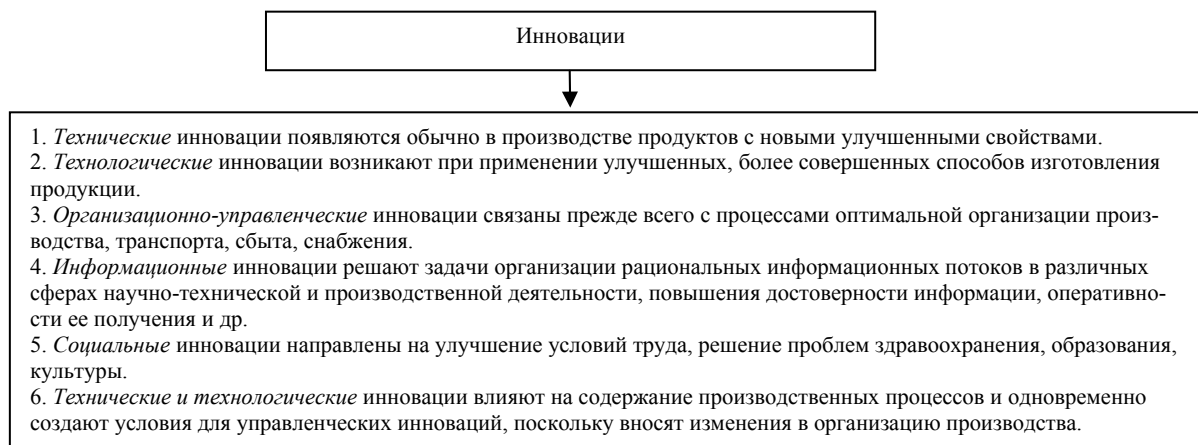 Инновации
1. Технические инновации появляются обычно в производстве продуктов с новыми улучшенными свойствами.
2. Технологические инновации возникают при применении улучшенных, более совершенных способов изготовления
продукции.
3. Организационно-управленческие инновации связаны прежде всего с процессами оптимальной организации произ-
водства, транспорта, сбыта, снабжения.
4. Информационные инновации решают задачи организации рациональных информационных потоков в различных
сферах научно-технической и производственной деятельности, повышения достоверности информации, оперативно-
сти ее получения и др.
5. Социальные инновации направлены на улучшение условий труда, решение проблем здравоохранения, образования,
культуры.
6. Технические и технологические инновации влияют на содержание производственных процессов и одновременно
создают условия для управленческих инноваций, поскольку вносят изменения в организацию производства.